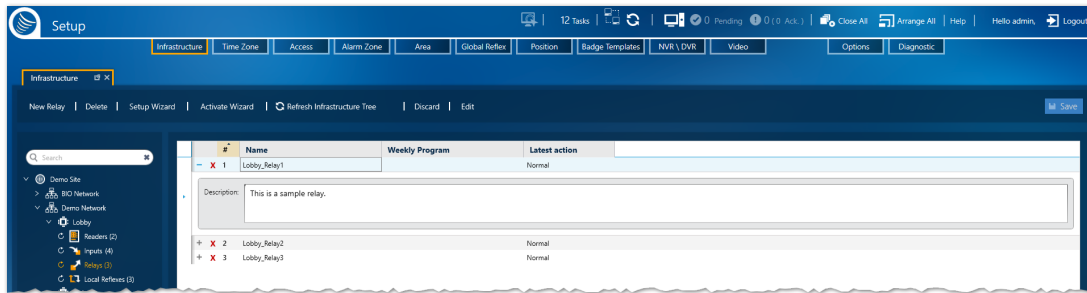 Setup
12 Tasks
0 Pending
0 ( 0 Ack. )
Close All
Arrange All
Help
Hello admin,
Logout
Infrastructure
Time Zone
Access
Alarm Zone
Area
Global Reflex
Position
Badge Templates
NVR \ DVR
Video
Options
Diagnostic
Infrastructure
New Relay | Delete | Setup Wizard | Activate Wizard | Refresh Infrastructure Tree | Discard | Edit
Save
Search
Demo Site
BIO Network
Demo Network
Lobby
Readers (2)
Inputs (4)
Relays (3)
Local Reflexes (3)
# Name Weekly Program Latest action
X 1 Lobby_Relay1 Normal
Description: This is a sample relay.
X 2 Lobby_Relay2 Normal
X 3 Lobby_Relay3 Normal